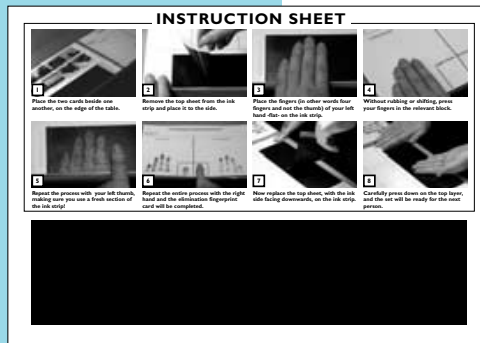 INSTRUCTION SHEET
1
Place the two cards beside one
another, on the edge of the table.
2
Remove the top sheet from the ink
strip and place it to the side.
3
Place the fingers (in other words four
fingers and not the thumb) of your left
hand -flat- on the ink strip.
4
Without rubbing or shifting, press
your fingers in the relevant block.
5
Repeat the process with your left thumb,
making sure you use a fresh section of
the ink strip!
6
Repeat the entire process with the right
hand and the elimination fingerprint
card will be completed.
7
Now replace the top sheet, with the ink
side facing downwards, on the ink strip.
8
Carefully press down on the top layer,
and the set will be ready for the next
person.